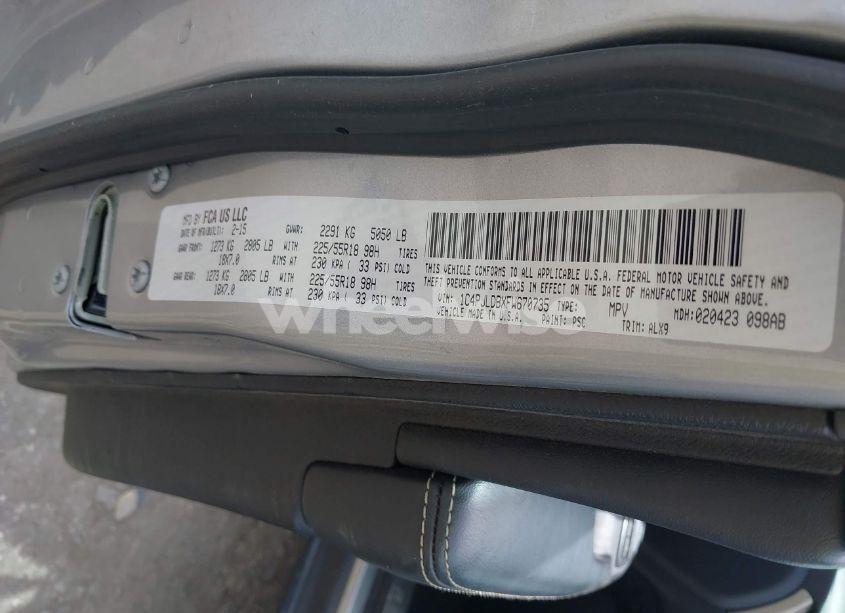 MFD BY FCA US LLC
DATE OF MFR(BUILT): 2-15 GVWR: 2291 KG 5050 LB
GAWR FRONT: 1273 KG 2805 LB WITH 225/55R18 98H TIRES
18X7.0 RIMS AT 230 KPA ( 33 PSI) COLD
GAWR REAR: 1273 KG 2805 LB WITH 225/55R18 98H TIRES
18X7.0 RIMS AT 230 KPA ( 33 PSI) COLD
THIS VEHICLE CONFORMS TO ALL APPLICABLE U.S.A. FEDERAL MOTOR VEHICLE SAFETY AND
THEFT PREVENTION STANDARDS IN EFFECT ON THE DATE OF MANUFACTURE SHOWN ABOVE.
VIN: 1C4PJLDBXFW670735 TYPE: MPV MDH:020423 098AB
VEHICLE MADE IN U.S.A. PAINT: PSC TRIM: ALX9
wheelwise